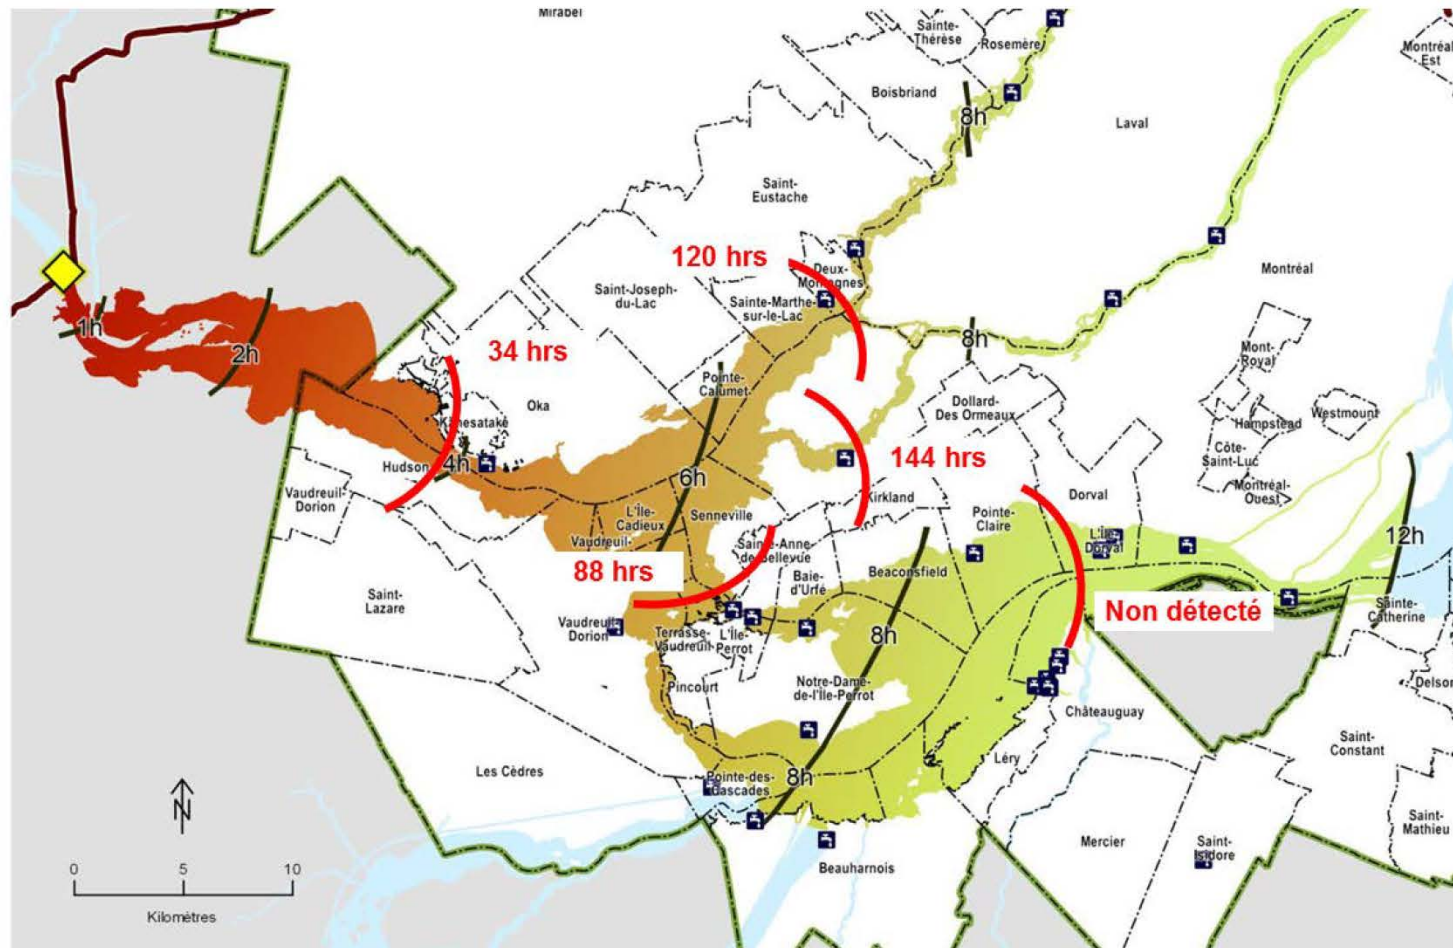 Mirabel
Sainte-
Thérèse
Rosemère
Montréal
Est
Boisbriand
8h
Laval
Saint-
Eustache
120 hrs
Deux-
Montagnes
Montréal
Saint-Joseph-
du-Lac
Sainte-Marthe-
sur-le-Lac
1h
2h
34 hrs
8h
Mont-
Royal
Pointe-
Calumet
Oka
Kanesatake
Dollard-
Des Ormeaux
Hampstead
Westmount
Côte-
Saint-Luc
Montréal-
Ouest
Hudson
4h
144 hrs
6h
Vaudreuil-
Dorion
Kirkland
Dorval
L'Île-
Cadieux
Senneville
Pointe-
Claire
Vaudreuil-
L'Île-
Dorval
12h
Sainte-Anne
de-Bellevue
88 hrs
Baie-
d'Urfé
Beaconsfield
Saint-
Lazare
Non détecté
Sainte-
Catherine
Vaudreuil-
Dorion
Terrasse-
Vaudreuil
L'Île-
Perrot
8h
Pincourt
Notre-Dame-
de-l'Île-Perrot
Delson
Châteauguay
Saint-
Constant
Les Cèdres
Pointe-des-
Cascades
8h
Léry
N
Saint-
Mathieu
Mercier
Saint-
Isidore
Beauharnois
0 5 10
Kilomètres